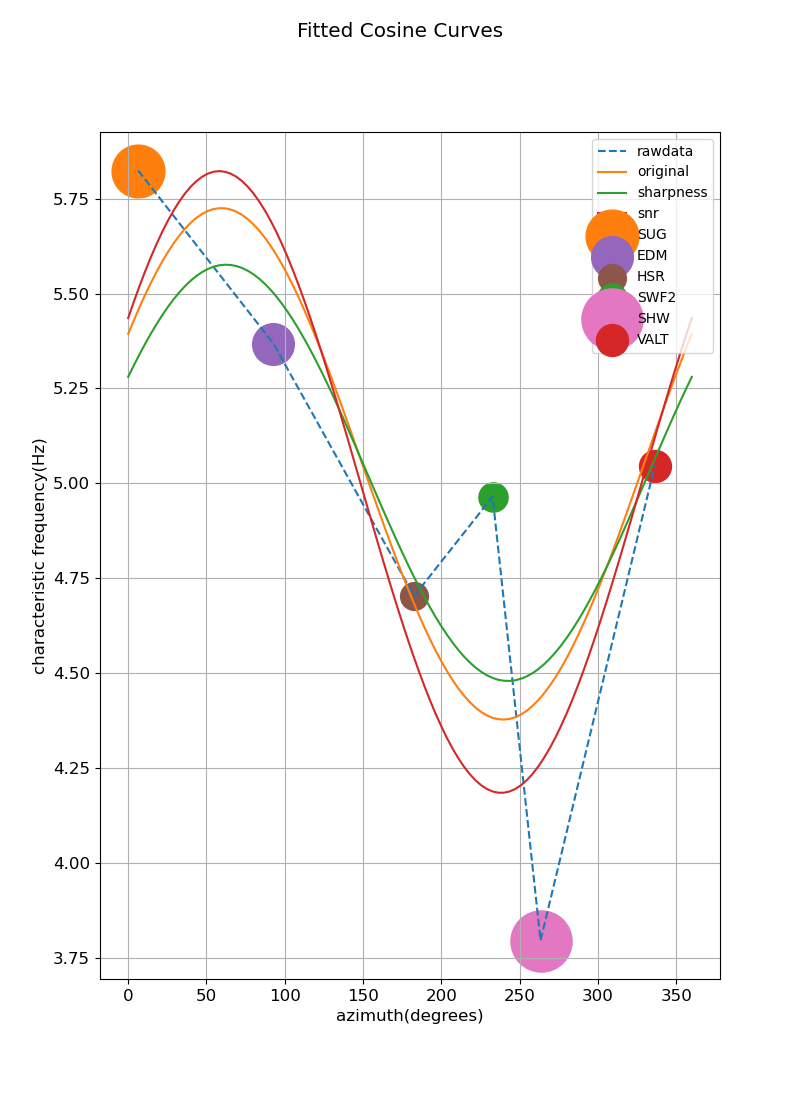 Fitted Cosine Curves
rawdata
original
sharpness
snr
SUG
EDM
HSR
SWF2
SHW
VALT
characteristic frequency(Hz)
5.75
5.50
5.25
5.00
4.75
4.50
4.25
4.00
3.75
0 50 100 150 200 250 300 350
azimuth(degrees)